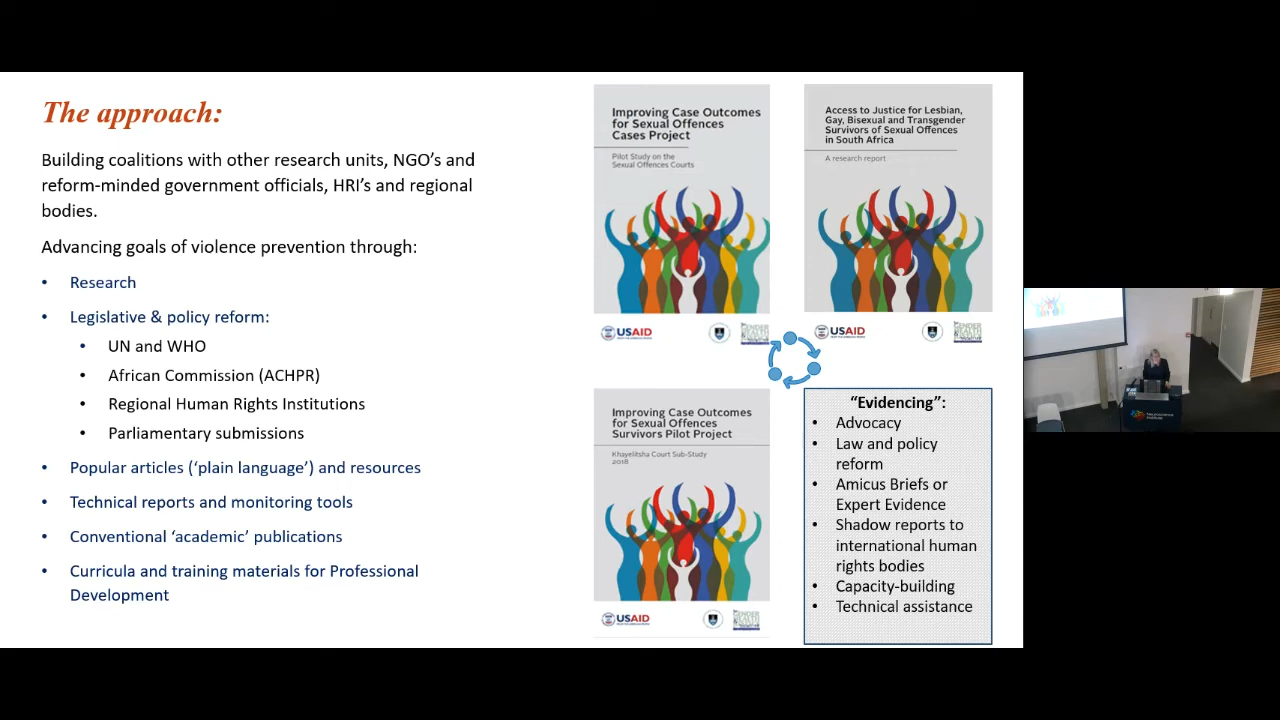 The approach:
Building coalitions with other research units, NGO's and
reform-minded government officials, HRI's and regional
bodies.
Advancing goals of violence prevention through:
• Research
• Legislative & policy reform:
• UN and WHO
• African Commission (ACHPR)
• Regional Human Rights Institutions
• Parliamentary submissions
• Popular articles ('plain language') and resources
• Technical reports and monitoring tools
• Conventional 'academic' publications
• Curricula and training materials for Professional
Development
Improving Case Outcomes
for Sexual Offences
Cases Project
Pilot Study on the
Sexual Offences Courts
USAID
Access to Justice for Lesbian,
Gay, Bisexual and Transgender
Survivors of Sexual Offences
in South Africa
A research report
USAID
Improving Case Outcomes
for Sexual Offences
Survivors Pilot Project
Khayelitsha Court Sub-Study
2018
USAID
"Evidencing":
• Advocacy
• Law and policy
reform
• Amicus Briefs or
Expert Evidence
• Shadow reports to
international human
rights bodies
• Capacity-building
• Technical assistance
Neuroscience
Institute